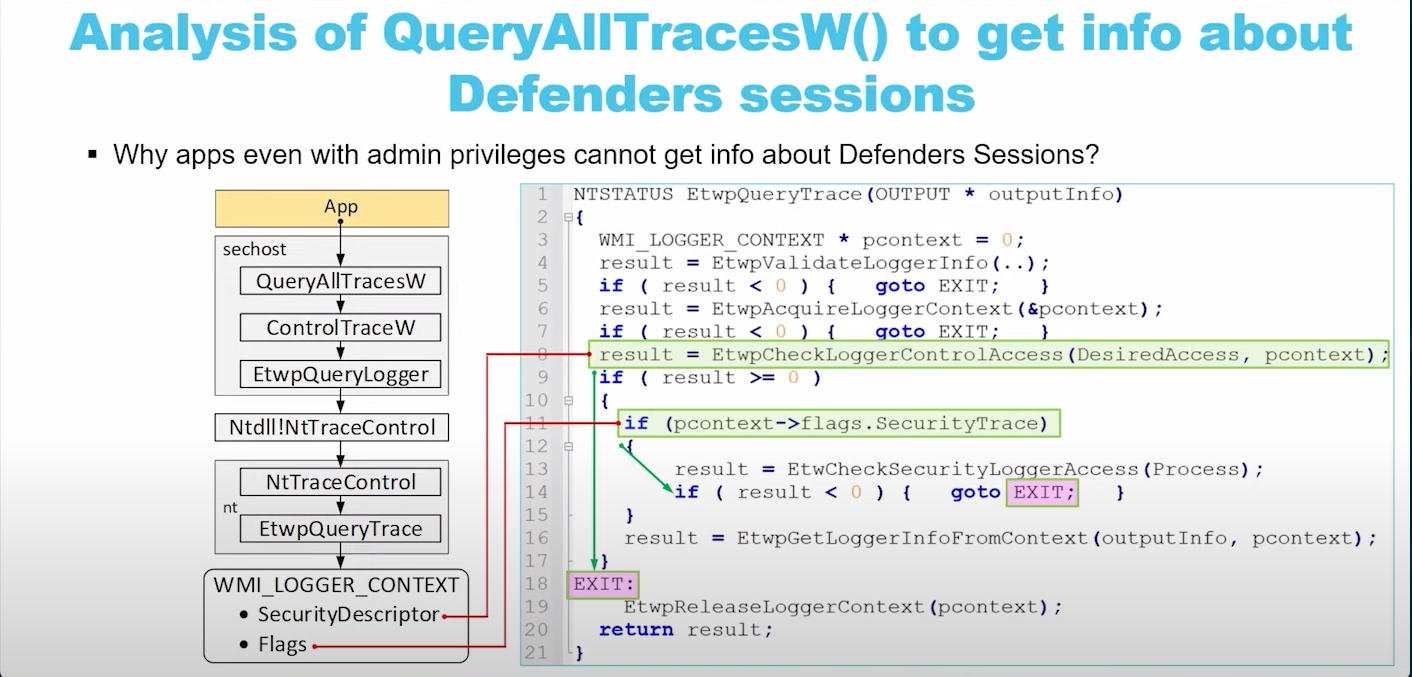 Analysis of QueryAllTracesW() to get info about
Defenders sessions
▪ Why apps even with admin privileges cannot get info about Defenders Sessions?
App
sechost
QueryAllTracesW
ControlTraceW
EtwpQueryLogger
Ntdll!NtTraceControl
NtTraceControl
nt
EtwpQueryTrace
WMI_LOGGER_CONTEXT
• SecurityDescriptor
• Flags
1 NTSTATUS EtwpQueryTrace(OUTPUT * outputInfo)
2 {
3 WMI_LOGGER_CONTEXT * pcontext = 0;
4 result = EtwpValidateLoggerInfo(..);
5 if ( result < 0 ) { goto EXIT; }
6 result = EtwpAcquireLoggerContext(&pcontext);
7 if ( result < 0 ) { goto EXIT; }
8 result = EtwpCheckLoggerControlAccess(DesiredAccess, pcontext);
9 if ( result >= 0 )
10 {
11 if (pcontext->flags.SecurityTrace)
12 {
13 result = EtwCheckSecurityLoggerAccess(Process);
14 if ( result < 0 ) { goto EXIT; }
15 }
16 result = EtwpGetLoggerInfoFromContext(outputInfo, pcontext);
17 }
18 EXIT:
19 EtwpReleaseLoggerContext(pcontext);
20 return result;
21 }